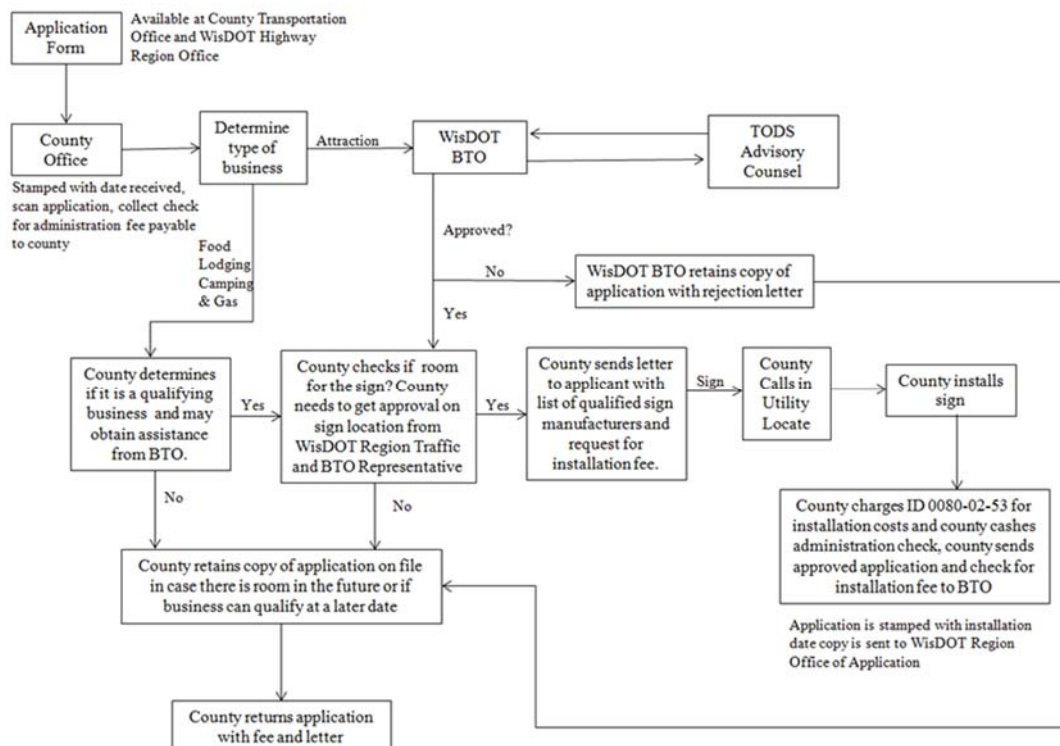 Application
Form
Available at County Transportation
Office and WisDOT Highway
Region Office
County
Office
Stamped with date received,
scan application, collect check
for administration fee payable
to county
Determine
type of
business
Attraction
WisDOT
BTO
TODS
Advisory
Counsel
Food
Lodging
Camping
& Gas
Approved?
No
WisDOT BTO retains copy of
application with rejection letter
Yes
County determines
if it is a qualifying
business and may
obtain assistance
from BTO.
Yes
County checks if room
for the sign? County
needs to get approval on
sign location from
WisDOT Region Traffic
and BTO Representative
Yes
County sends letter
to applicant with
list of qualified sign
manufacturers and
request for
installation fee.
Sign
County
Calls in
Utility
Locate
County installs
sign
No
No
County retains copy of application on file
in case there is room in the future or if
business can qualify at a later date
County charges ID 0080-02-53 for
installation costs and county cashes
administration check, county sends
approved application and check for
installation fee to BTO
Application is stamped with installation
date copy is sent to WisDOT Region
Office of Application
County returns application
with fee and letter